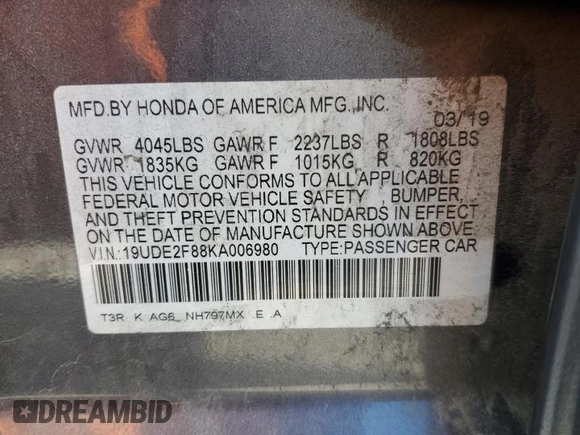 MFD.BY HONDA OF AMERICA MFG.,INC. 03/19
GVWR 4045LBS GAWR F 2237LBS R 1808LBS
GVWR 1835KG GAWR F 1015KG R 820KG
THIS VEHICLE CONFORMS TO ALL APPLICABLE
FEDERAL MOTOR VEHICLE SAFETY , BUMPER,
AND THEFT PREVENTION STANDARDS IN EFFECT
ON THE DATE OF MANUFACTURE SHOWN ABOVE.
V.I.N.:19UDE2F88KA006980 TYPE:PASSENGER CAR
T3R K AG6 NH797MX .E .A
DREAMBID